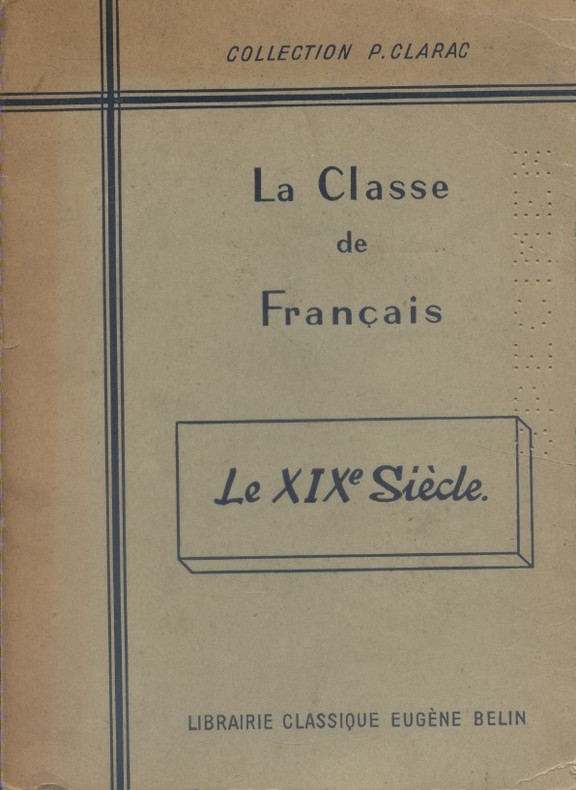 COLLECTION P. CLARAC
La Classe
de
Français
Le XIXe Siècle.
LIBRAIRIE CLASSIQUE EUGÈNE BELIN